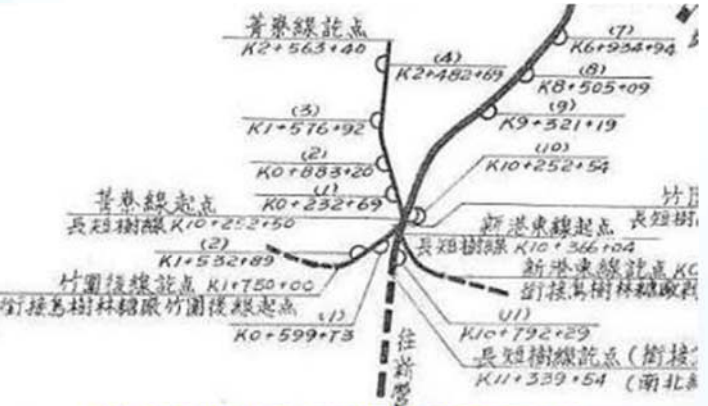 菁寮線訖点
K2+563+40
(4)
K2+482+69
(3)
K1+576+92
(2)
K0+883+20
(1)
K0+232+69
(7)
K6+934+94
(8)
K8+505+09
(9)
K9+321+19
(10)
K10+252+54
菁寮線起点
長短樹線 K10+252+50
(2)
K1+532+89
竹圍後線訖点 K1+750+00
銜接烏樹林糖廠竹圍後線起点
(1)
K0+599+73
竹圍
長短樹
新港東線起点
長短樹線 K10+366+04
新港東線訖点 K0
銜接烏樹林糖廠
(11)
K10+792+29
長短樹線訖点(銜接
K11+339+54 (南北
往新營